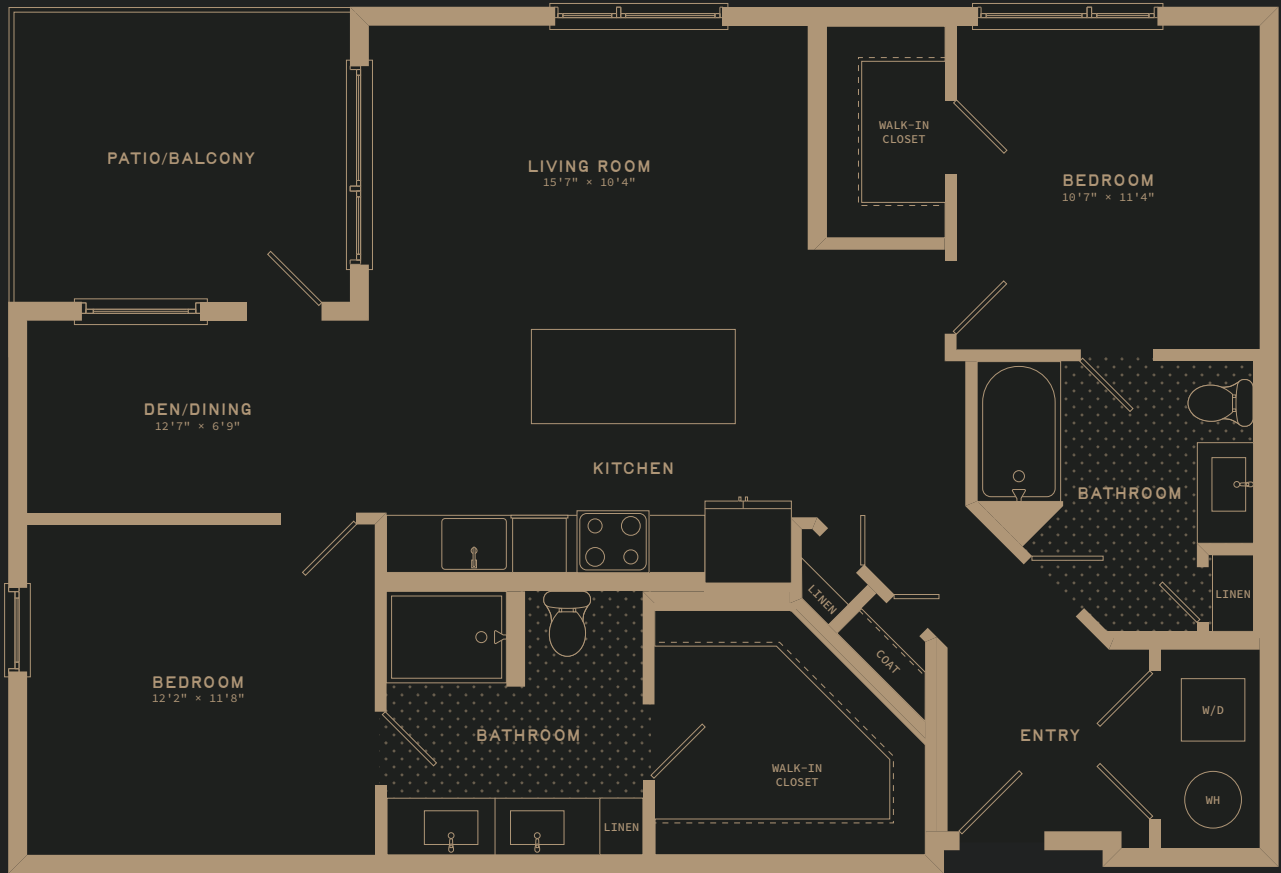 PATIO/BALCONY
LIVING ROOM
15'7" × 10'4"
WALK-IN
CLOSET
BEDROOM
10'7" × 11'4"
DEN/DINING
12'7" × 6'9"
KITCHEN
BATHROOM
LINEN
LINEN
COAT
BEDROOM
12'2" × 11'8"
BATHROOM
WALK-IN
CLOSET
ENTRY
W/D
WH
LINEN